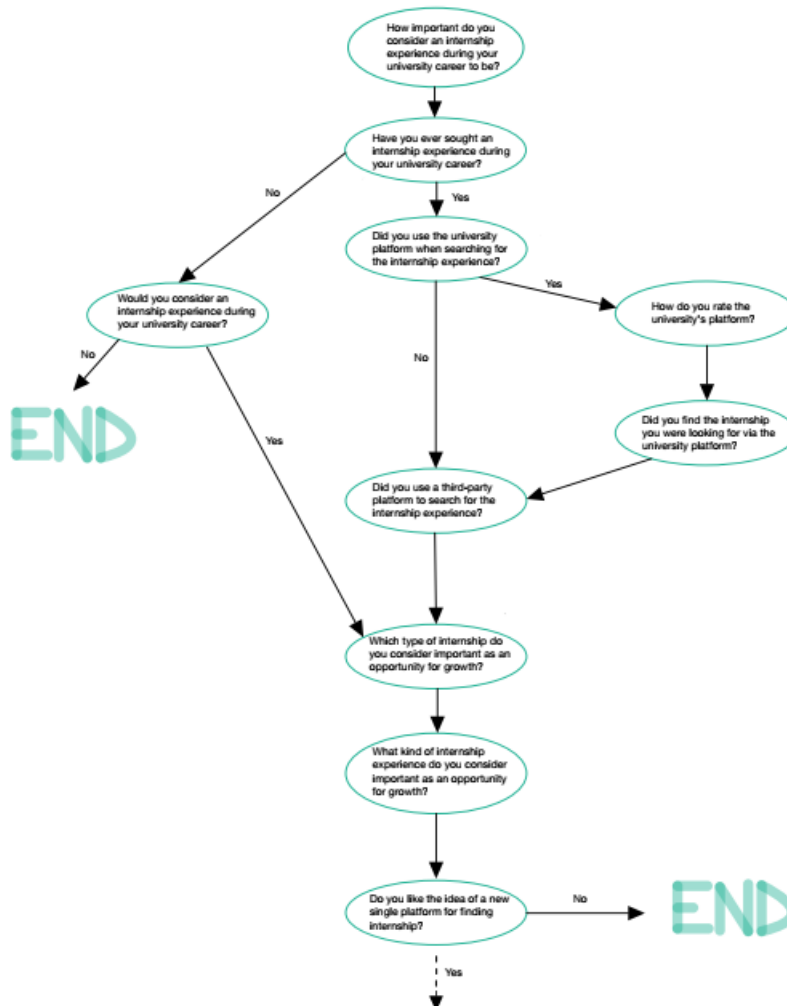 How important do you
consider an internship
experience during your
university career to be?
Have you ever sought an
internship experience during
your university career?
No
Yes
Did you use the university
platform when searching for
the internship experience?
Yes
Would you consider an
internship experience during
your university career?
How do you rate the
university's platform?
No
No
END
Yes
Did you find the internship
you were looking for via the
university platform?
Did you use a third-party
platform to search for the
internship experience?
Which type of internship do
you consider important as an
opportunity for growth?
What kind of internship
experience do you consider
important as an opportunity
for growth?
Do you like the idea of a new
single platform for finding
internship?
No
END
Yes